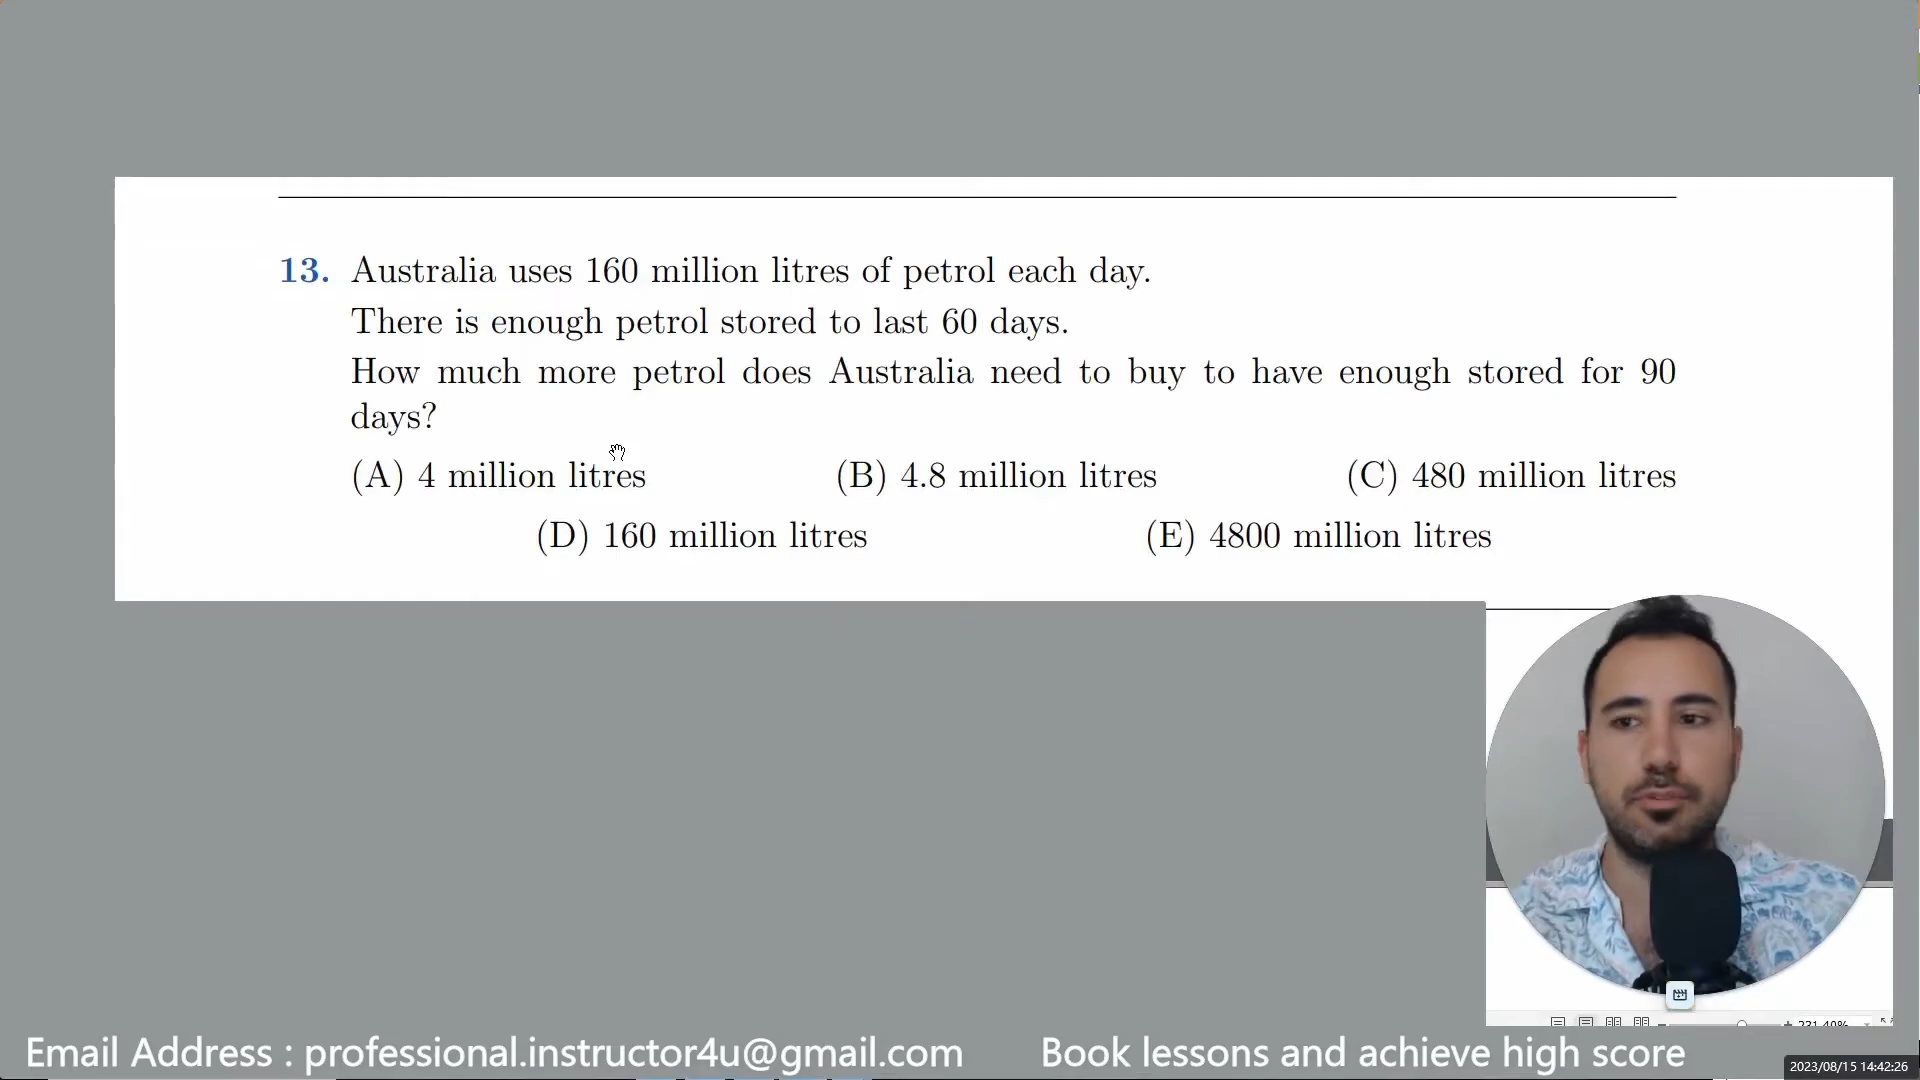 13. Australia uses 160 million litres of petrol each day.
There is enough petrol stored to last 60 days.
How much more petrol does Australia need to buy to have enough stored for 90
days?
(A) 4 million litres (B) 4.8 million litres (C) 480 million litres
(D) 160 million litres (E) 4800 million litres
231.40%
Email Address : professional.instructor4u@gmail.com Book lessons and achieve high score
2023/08/15 14:42:26